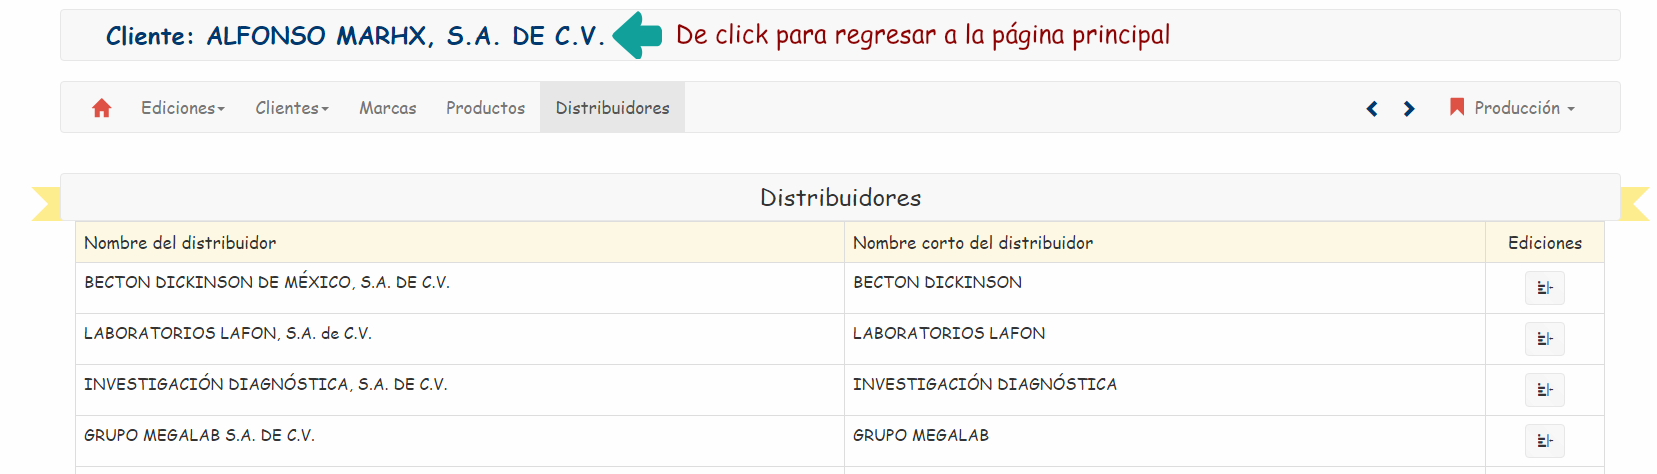 Cliente: ALFONSO MARHX, S.A. DE C.V. De click para regresar a la página principal
Ediciones Clientes Marcas Productos Distribuidores Producción
Distribuidores
Nombre del distribuidor Nombre corto del distribuidor Ediciones
BECTON DICKINSON DE MÉXICO, S.A. DE C.V. BECTON DICKINSON
LABORATORIOS LAFON, S.A. de C.V. LABORATORIOS LAFON
INVESTIGACIÓN DIAGNÓSTICA, S.A. DE C.V. INVESTIGACIÓN DIAGNÓSTICA
GRUPO MEGALAB S.A. DE C.V. GRUPO MEGALAB